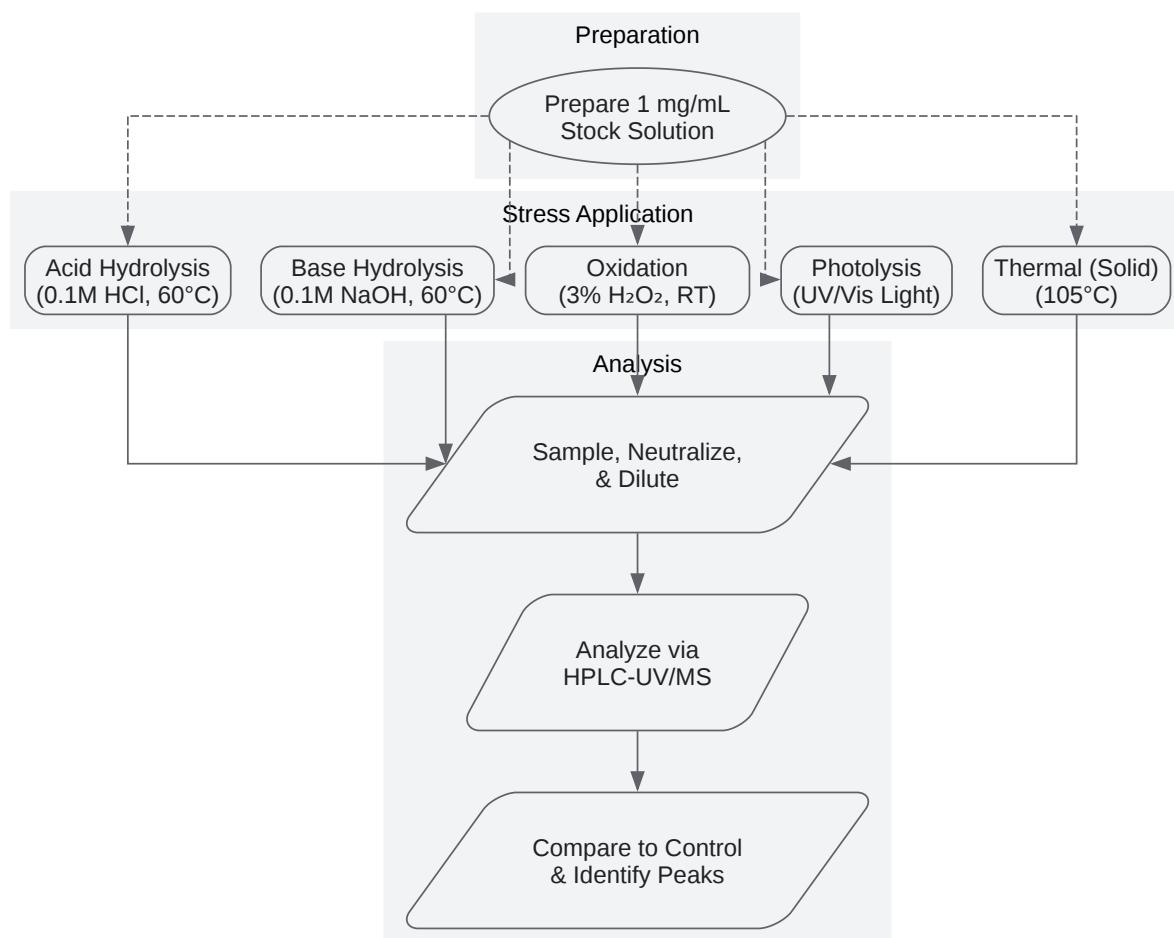 Preparation
Prepare 1 mg/mL
Stock Solution
Stress Application
Acid Hydrolysis
(0.1M HCl, 60°C)
Base Hydrolysis
(0.1M NaOH, 60°C)
Oxidation
(3% H₂O₂, RT)
Photolysis
(UV/Vis Light)
Thermal (Solid)
(105°C)
Analysis
Sample, Neutralize,
& Dilute
Analyze via
HPLC-UV/MS
Compare to Control
& Identify Peaks